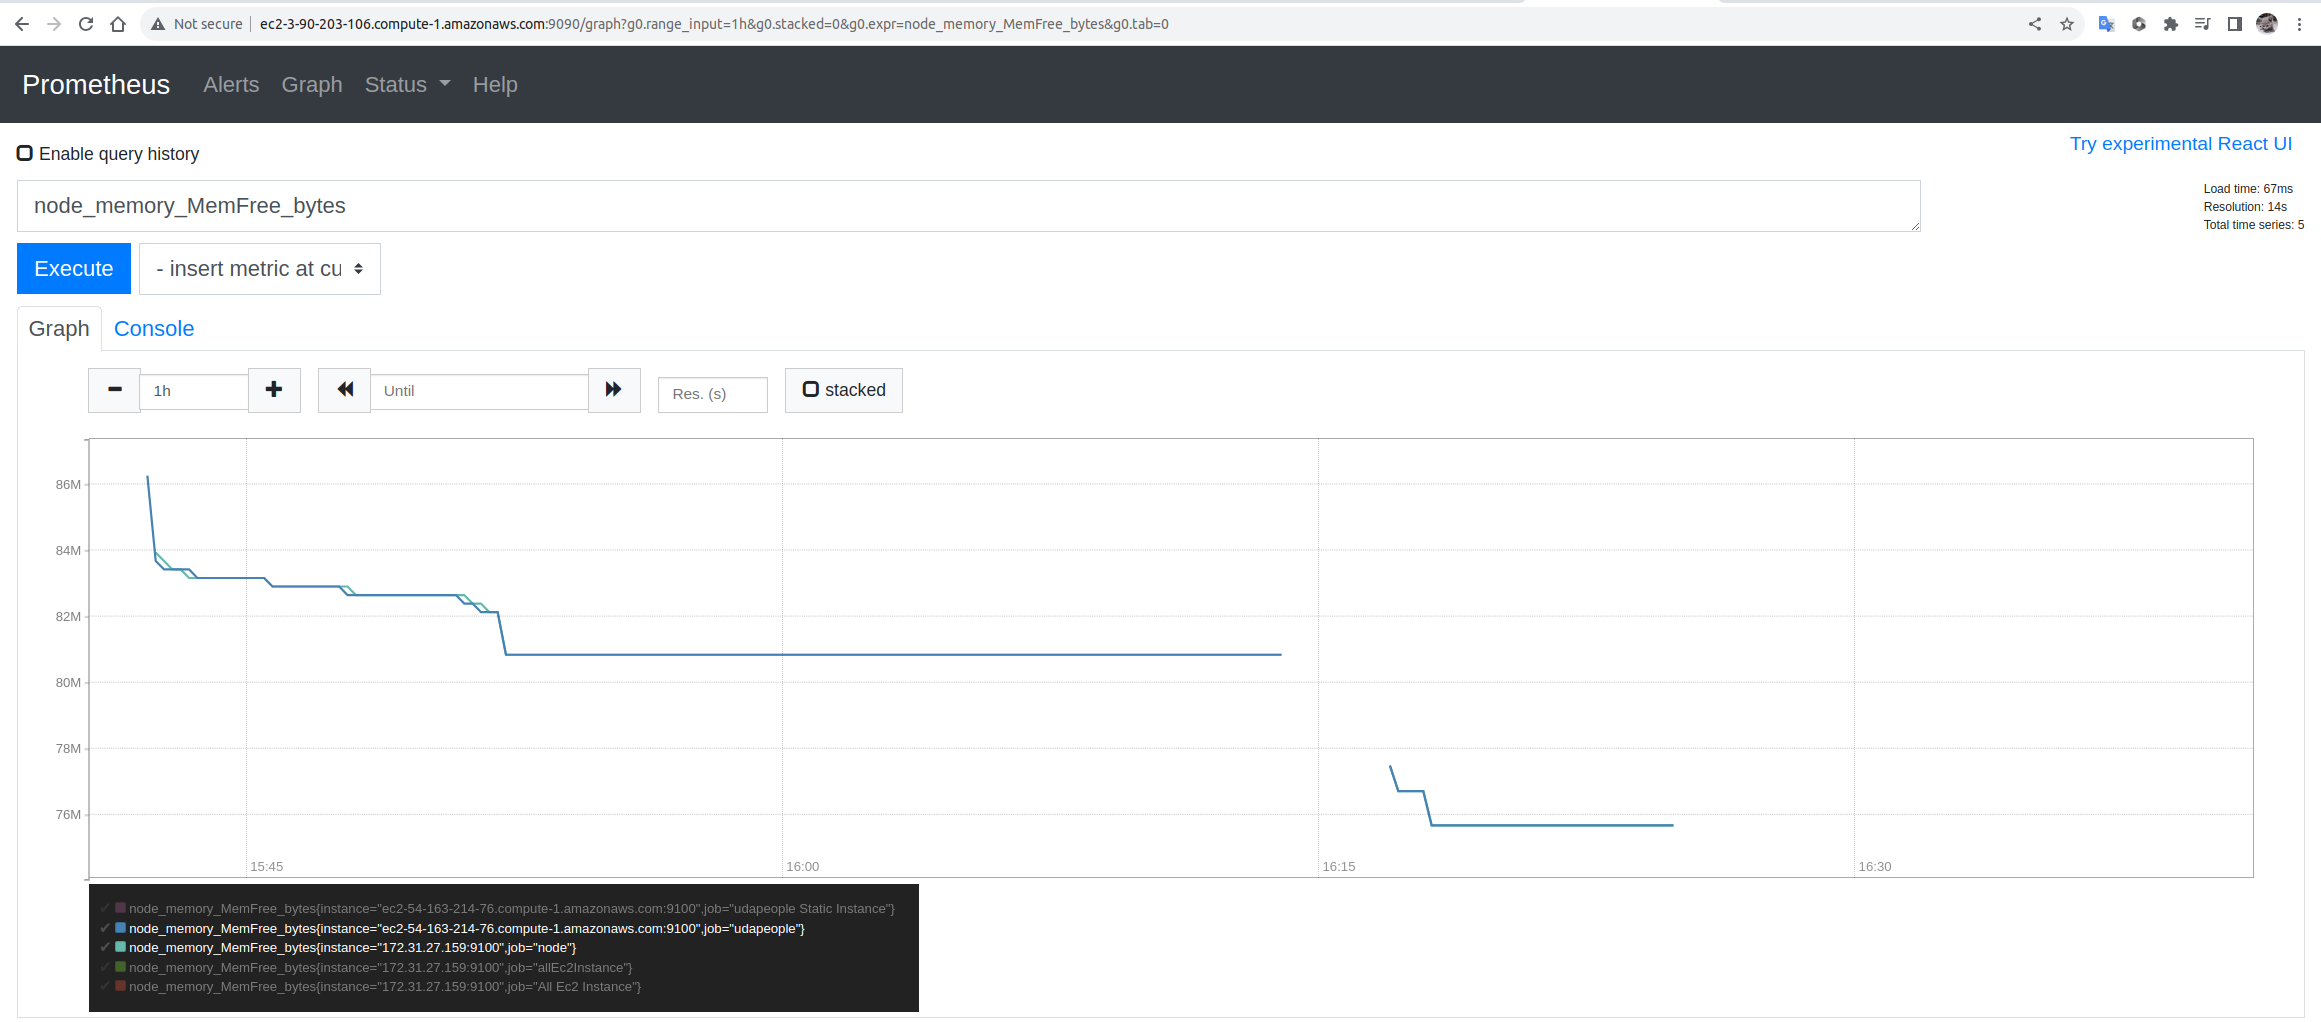 Not secure ec2-3-90-203-106.compute-1.amazonaws.com:9090/graph?g0.range_input=1h&g0.stacked=0&g0.expr=node_memory_MemFree_bytes&g0.tab=0
Prometheus Alerts Graph Status Help
Enable query history
Try experimental React UI
node_memory_MemFree_bytes
Load time: 67ms
Resolution: 14s
Total time series: 5
Execute - insert metric at cu
Graph Console
1h Until Res. (s) stacked
86M
84M
82M
80M
78M
76M
15:45 16:00 16:15 16:30
node_memory_MemFree_bytes{instance="ec2-54-163-214-76.compute-1.amazonaws.com:9100",job="udapeople Static Instance"}
node_memory_MemFree_bytes{instance="ec2-54-163-214-76.compute-1.amazonaws.com:9100",job="udapeople"}
node_memory_MemFree_bytes{instance="172.31.27.159:9100",job="node"}
node_memory_MemFree_bytes{instance="172.31.27.159:9100",job="allEc2Instance"}
node_memory_MemFree_bytes{instance="172.31.27.159:9100",job="All Ec2 Instance"}